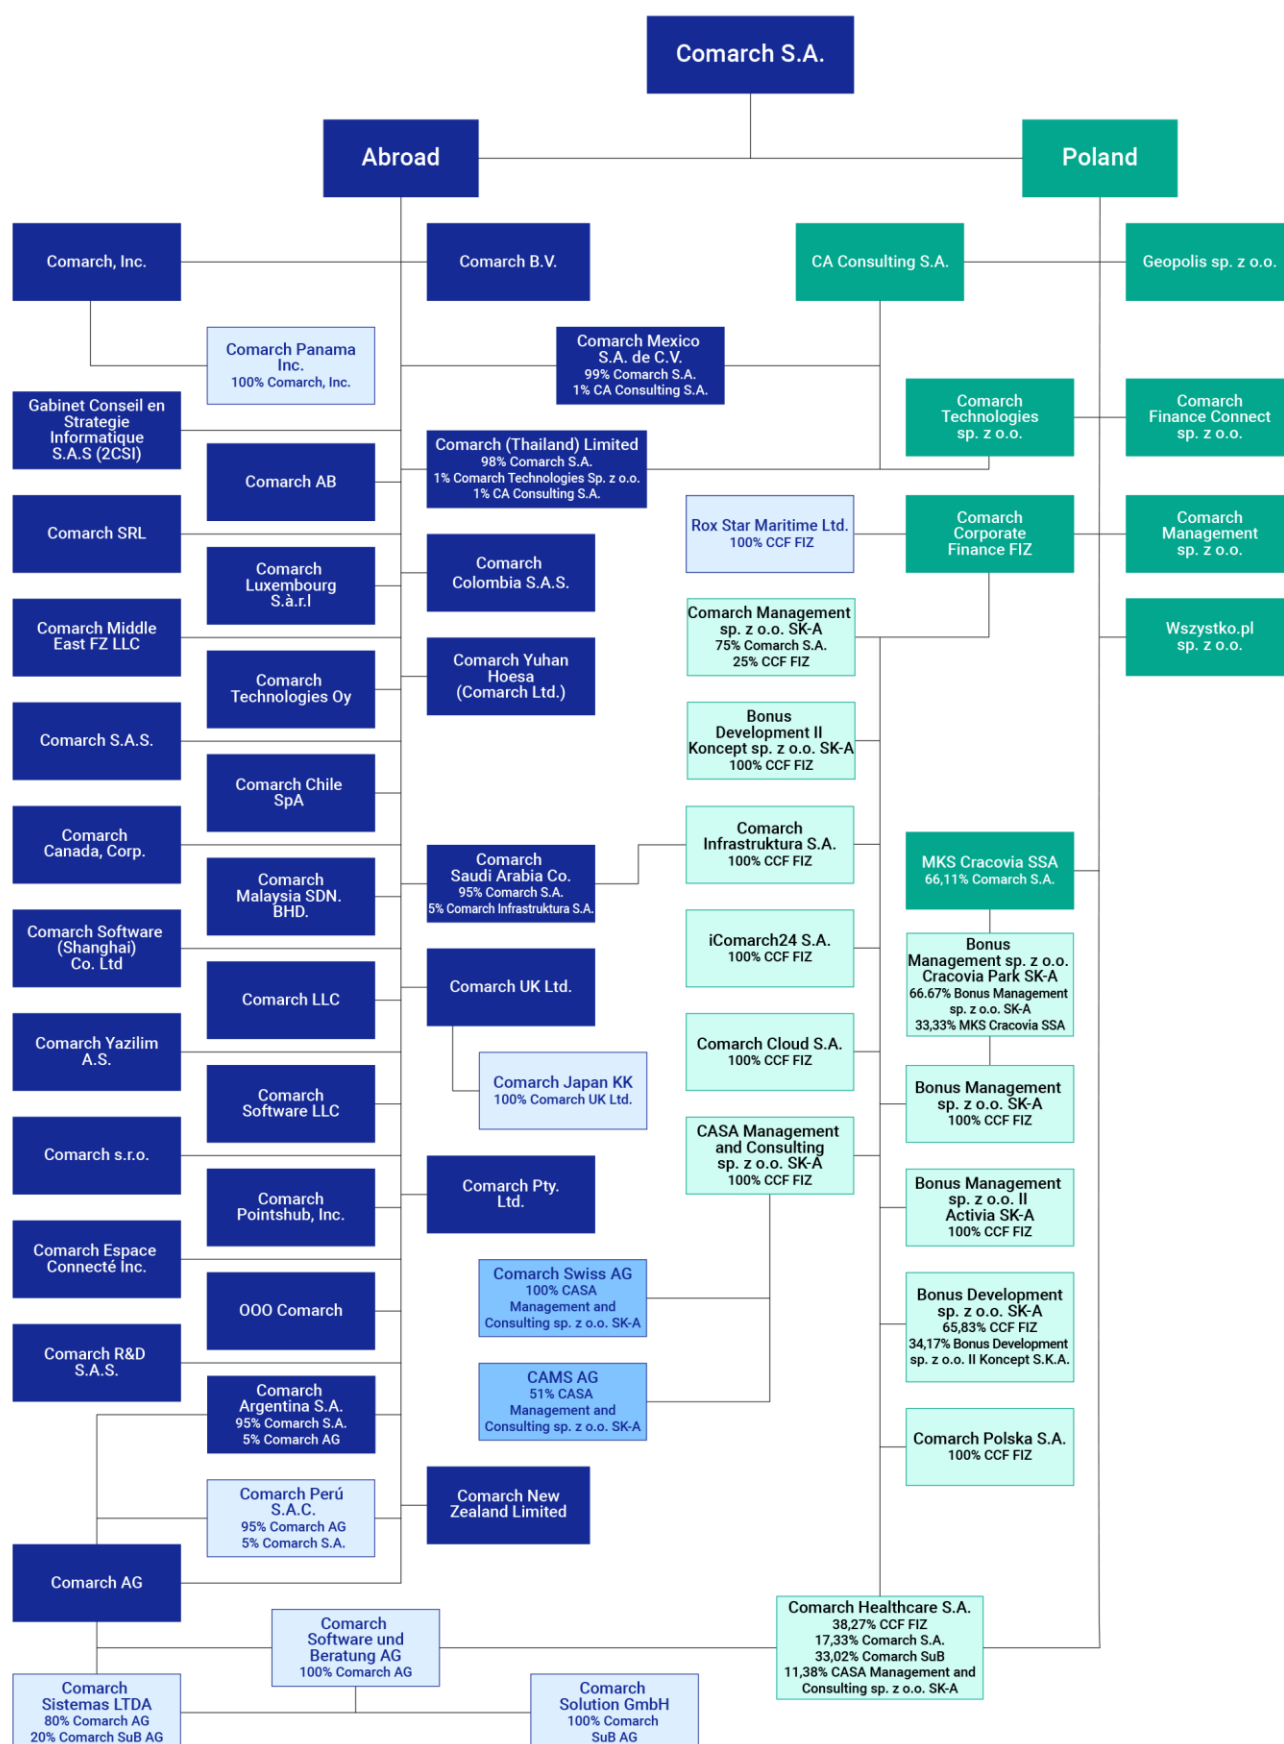 Comarch S.A.
Abroad
Poland
Comarch, Inc.
Comarch B.V.
CA Consulting S.A.
Geopolis sp. z o.o.
Comarch Panama
Inc.
100% Comarch, Inc.
Comarch Mexico
S.A. de C.V.
99% Comarch S.A.
1% CA Consulting S.A.
Gabinet Conseil en
Strategie
Informatique
S.A.S (2CSI)
Comarch
Technologies
sp. z o.o.
Comarch
Finance Connect
sp. z o.o.
Comarch AB
Comarch (Thailand) Limited
98% Comarch S.A.
1% Comarch Technologies Sp. z o.o.
1% CA Consulting S.A.
Comarch SRL
Rox Star Maritime Ltd.
100% CCF FIZ
Comarch
Corporate
Finance FIZ
Comarch
Management
sp. z o.o.
Comarch
Luxembourg
S.à.r.l
Comarch
Colombia S.A.S.
Comarch Middle
East FZ LLC
Comarch Management
sp. z o.o. SK-A
75% Comarch S.A.
25% CCF FIZ
Wszystko.pl
sp. z o.o.
Comarch
Technologies Oy
Comarch Yuhan
Hoesa
(Comarch Ltd.)
Comarch S.A.S.
Bonus
Development II
Koncept sp. z o.o. SK-A
100% CCF FIZ
Comarch Chile
SpA
Comarch
Canada, Corp.
Comarch
Infrastruktura S.A.
100% CCF FIZ
Comarch
Malaysia SDN.
BHD.
Comarch
Saudi Arabia Co.
95% Comarch S.A.
5% Comarch Infrastruktura S.A.
MKS Cracovia SSA
66,11% Comarch S.A.
Comarch Software
(Shanghai)
Co. Ltd
iComarch24 S.A.
100% CCF FIZ
Bonus
Management sp. z o.o.
Cracovia Park SK-A
66.67% Bonus Management
sp. z o.o. SK-A
33,33% MKS Cracovia SSA
Comarch LLC
Comarch UK Ltd.
Comarch Yazilim
A.S.
Comarch Cloud S.A.
100% CCF FIZ
Comarch Japan KK
100% Comarch UK Ltd.
Comarch
Software LLC
Bonus Management
sp. z o.o. SK-A
100% CCF FIZ
Comarch s.r.o.
CASA Management
and Consulting
sp. z o.o. SK-A
100% CCF FIZ
Comarch
Pointshub, Inc.
Comarch Pty.
Ltd.
Bonus Management
sp. z o.o. II
Activia SK-A
100% CCF FIZ
Comarch Espace
Connecté Inc.
Comarch Swiss AG
100% CASA
Management and
Consulting sp. z o.o. SK-A
OOO Comarch
Bonus Development
sp. z o.o. SK-A
65,83% CCF FIZ
34,17% Bonus Development
sp. z o.o. II Koncept S.K.A.
Comarch R&D
S.A.S.
CAMS AG
51% CASA
Management and
Consulting sp. z o.o. SK-A
Comarch
Argentina S.A.
95% Comarch S.A.
5% Comarch AG
Comarch Polska S.A.
100% CCF FIZ
Comarch Perú
S.A.C.
95% Comarch AG
5% Comarch S.A.
Comarch New
Zealand Limited
Comarch AG
Comarch
Software und
Beratung AG
100% Comarch AG
Comarch Healthcare S.A.
38,27% CCF FIZ
17,33% Comarch S.A.
33,02% Comarch SuB
11,38% CASA Management and
Consulting sp. z o.o. SK-A
Comarch
Sistemas LTDA
80% Comarch AG
20% Comarch SuB AG
Comarch
Solution GmbH
100% Comarch
SuB AG